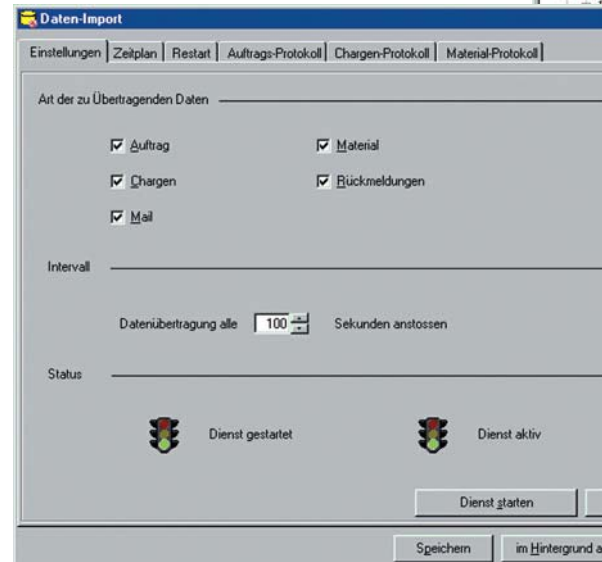 Daten-Import
Einstellungen Zeitplan Restart Auftrags-Protokoll Chargen-Protokoll Material-Protokoll
Art der zu Übertragenden Daten
Auftrag Material
Chargen Rückmeldungen
Mail
Intervall
Datenübertragung alle 100 Sekunden anstossen
Status
Dienst gestartet Dienst aktiv
Dienst starten
Speichern im Hintergrund a